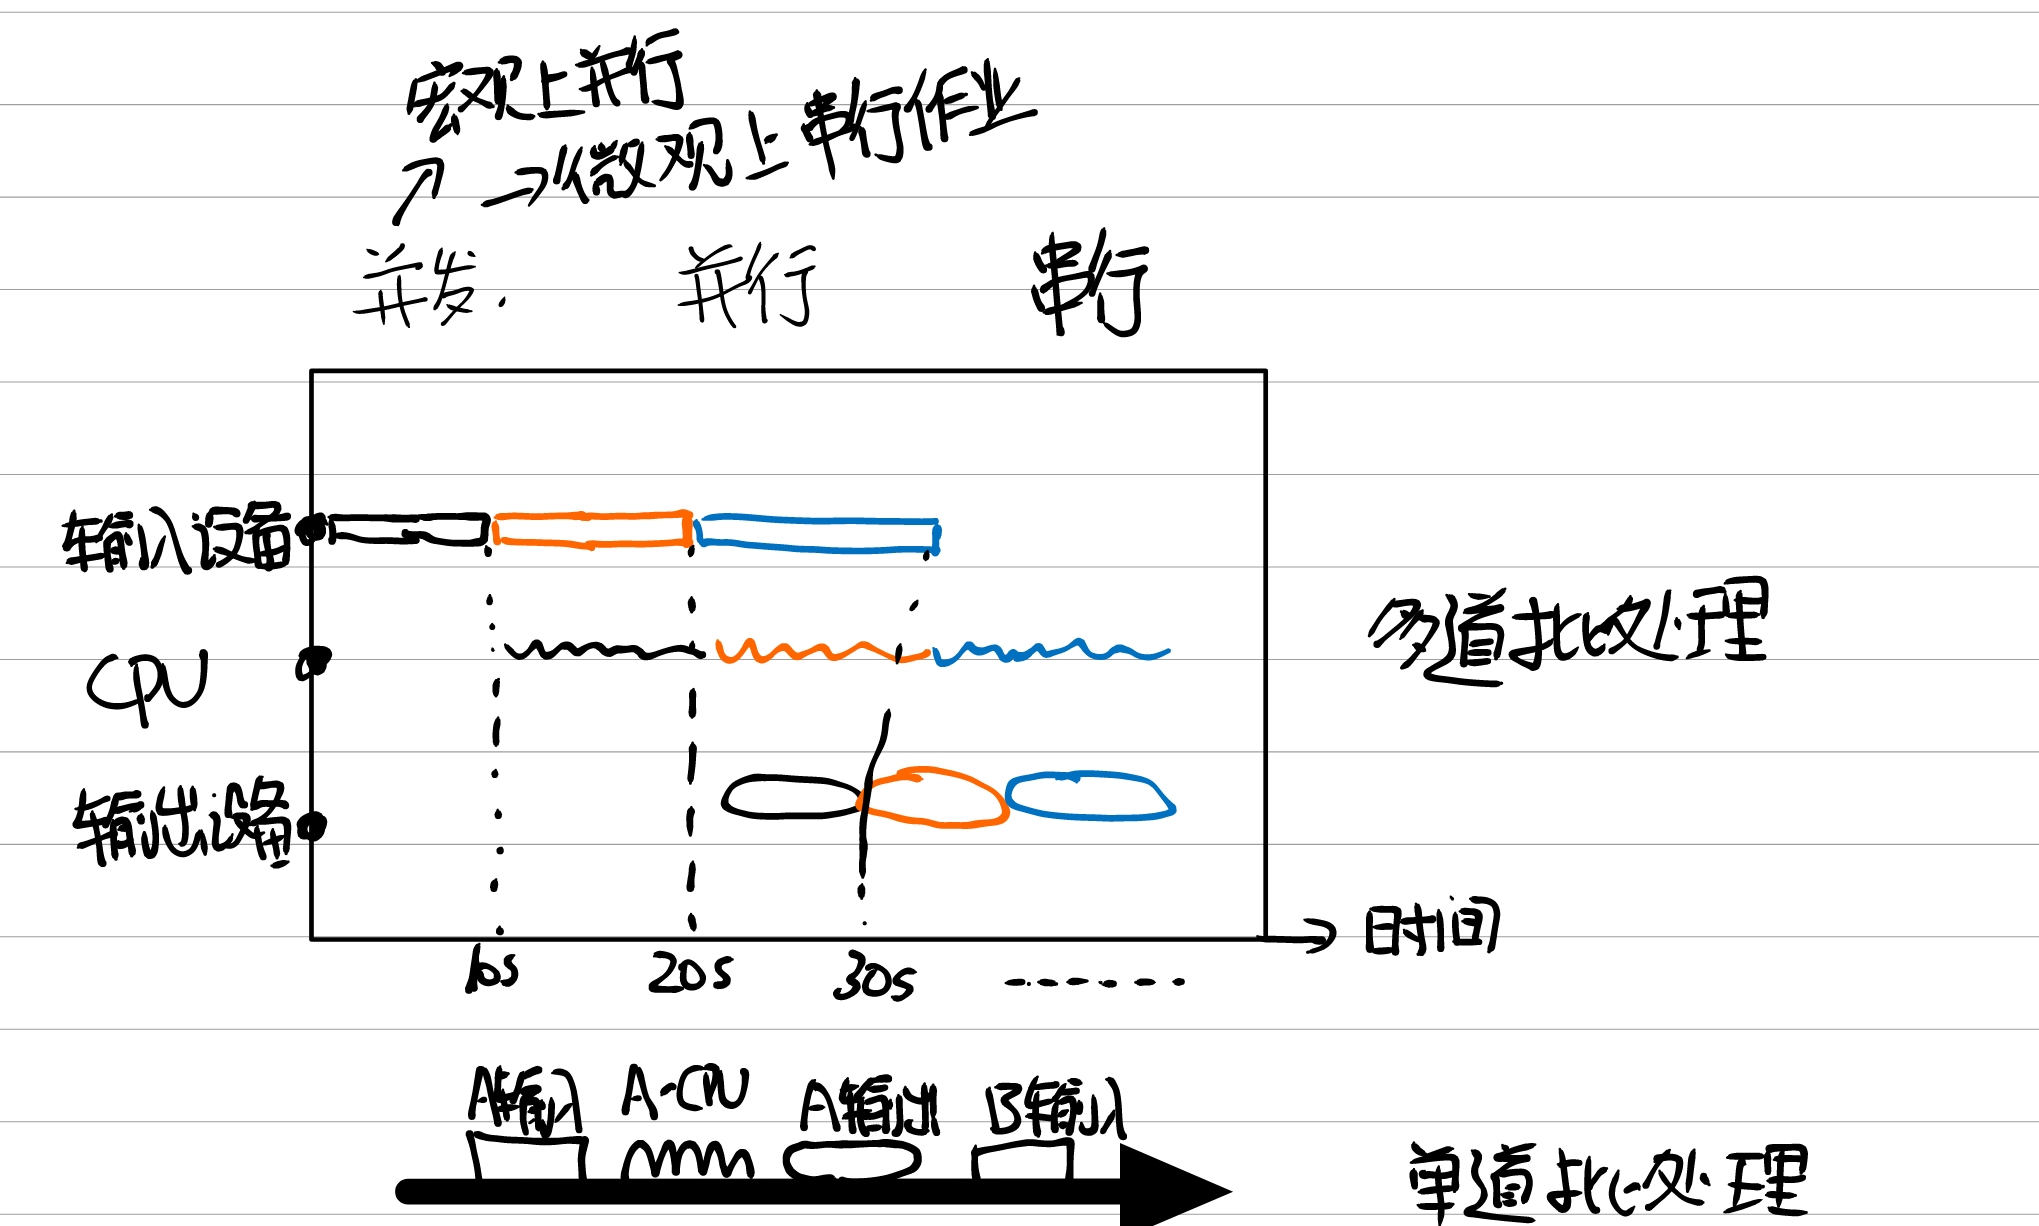 宏观上并行
→微观上串行作业
并发. 并行 串行
输入设备
CPU
多道批处理
输出设备
时间
10s 20s 30s ------
A输入 A-CPU A输出 B输入
单道批处理